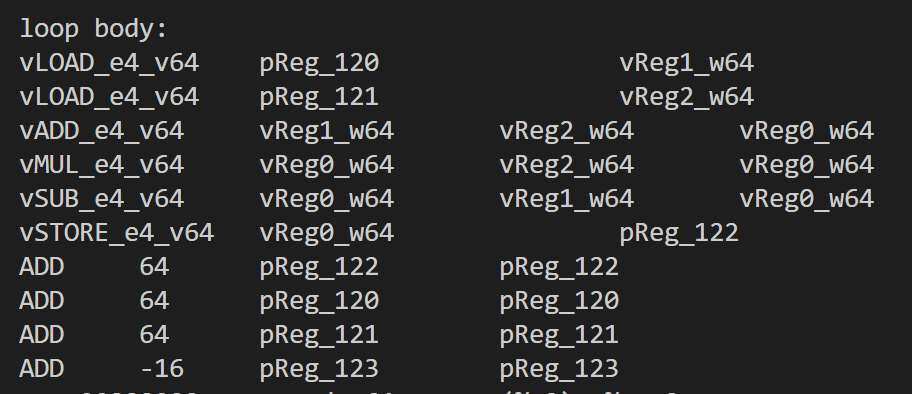 loop body:
vLOAD_e4_v64 pReg_120 vReg1_w64
vLOAD_e4_v64 pReg_121 vReg2_w64
vADD_e4_v64 vReg1_w64 vReg2_w64 vReg0_w64
vMUL_e4_v64 vReg0_w64 vReg2_w64 vReg0_w64
vSUB_e4_v64 vReg0_w64 vReg1_w64 vReg0_w64
vSTORE_e4_v64 vReg0_w64 pReg_122
ADD 64 pReg_122 pReg_122
ADD 64 pReg_120 pReg_120
ADD 64 pReg_121 pReg_121
ADD -16 pReg_123 pReg_123